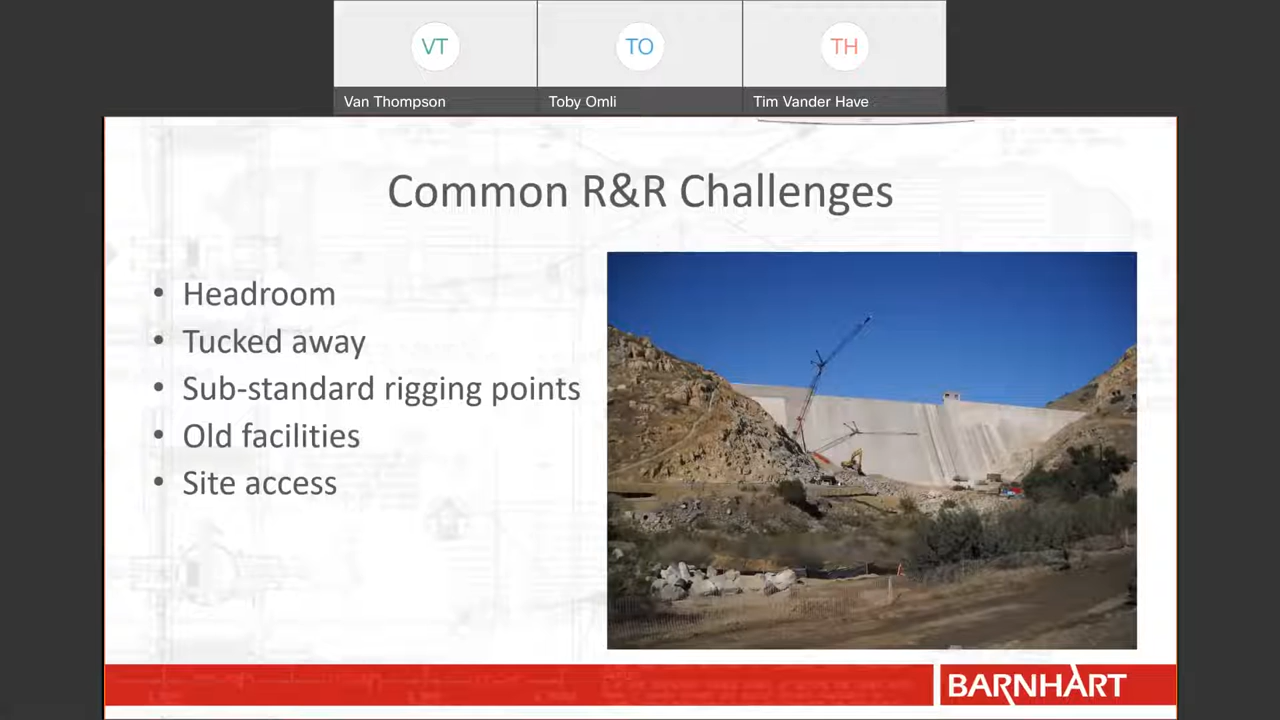 VT
TO
TH
Van Thompson
Toby Omli
Tim Vander Have
Common R&R Challenges
• Headroom
• Tucked away
• Sub-standard rigging points
• Old facilities
• Site access
BARNHART